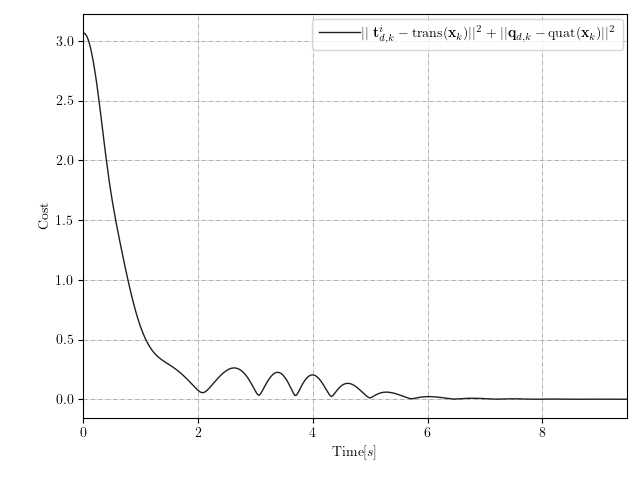 || t^i_{d,k} − trans(x_k)||^2 + ||q_{d,k} − quat(x_k)||^2
3.0
2.5
2.0
1.5
1.0
0.5
0.0
Cost
0 2 4 6 8
Time[s]